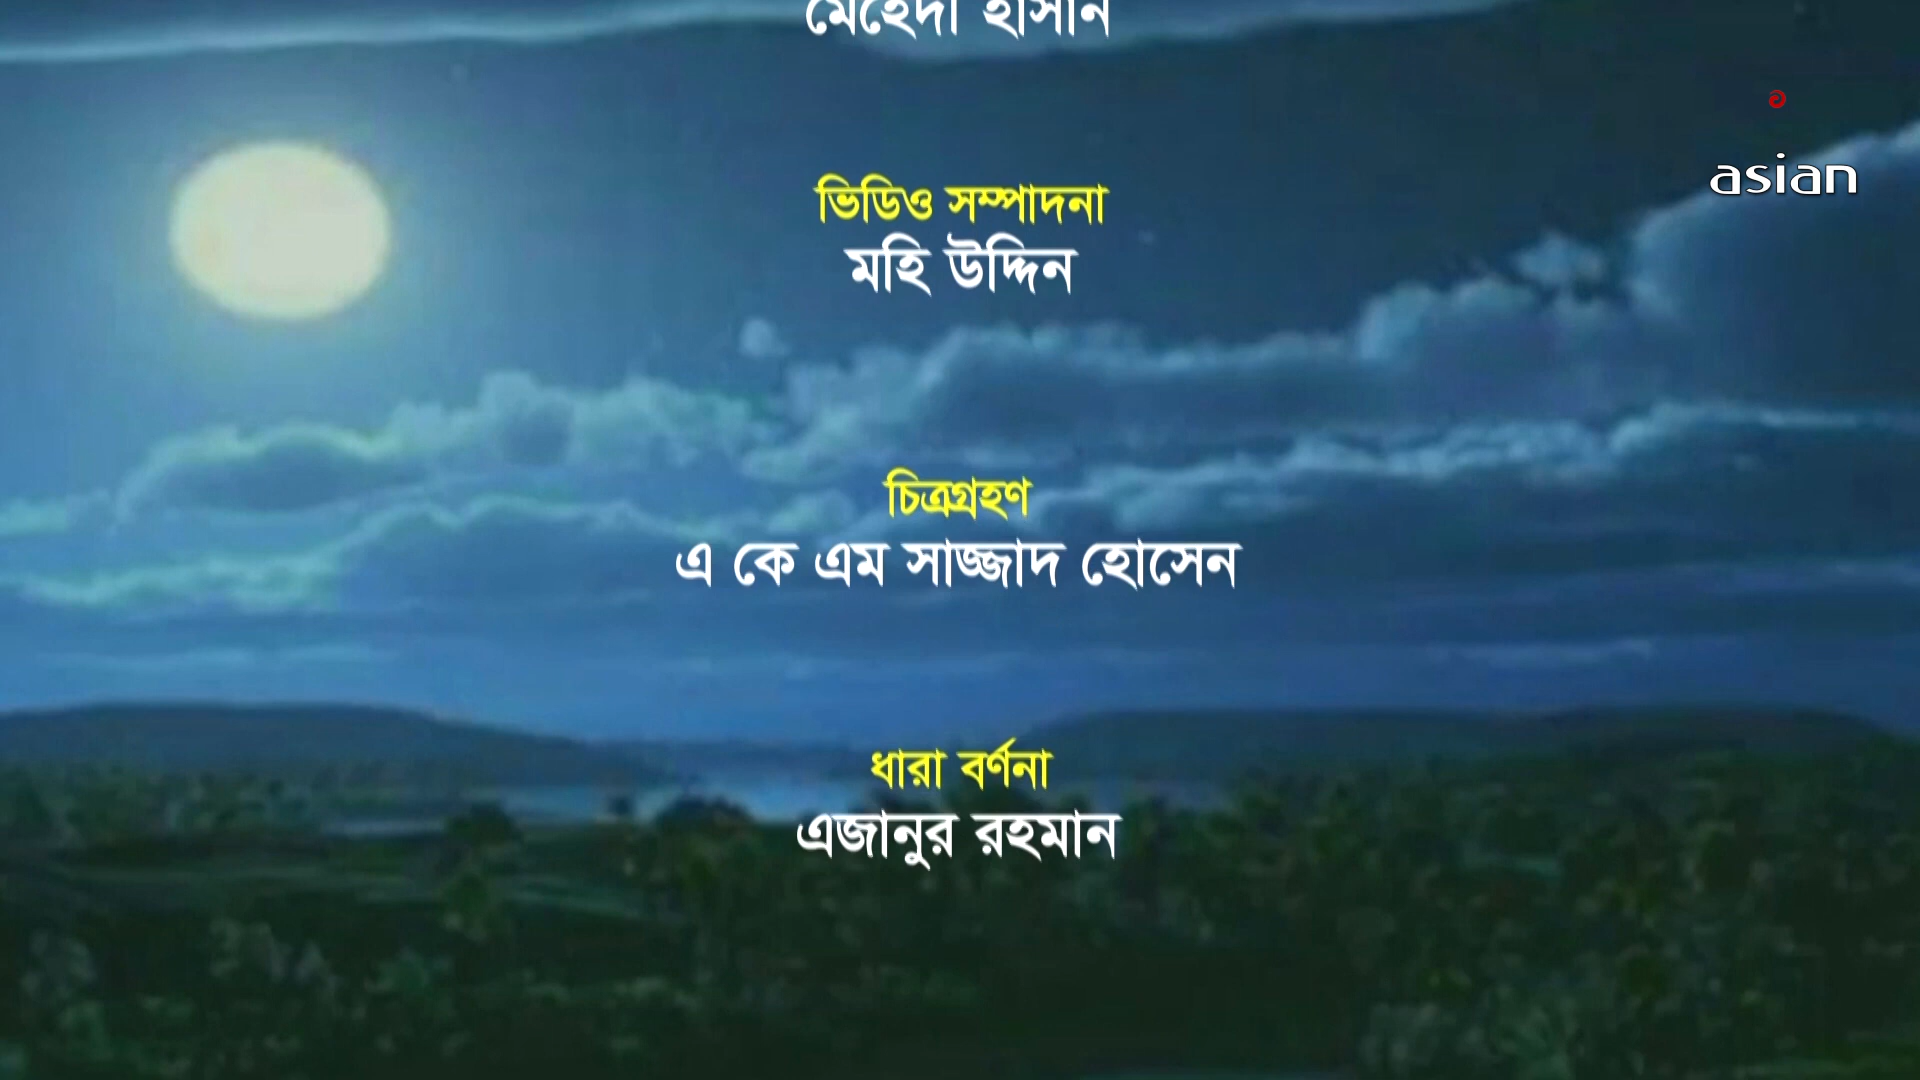 মেহেদী হাসান
asian
ভিডিও সম্পাদনা
মহি উদ্দিন
চিত্রগ্রহণ
এ কে এম সাজ্জাদ হোসেন
ধারা বর্ণনা
এজানুর রহমান